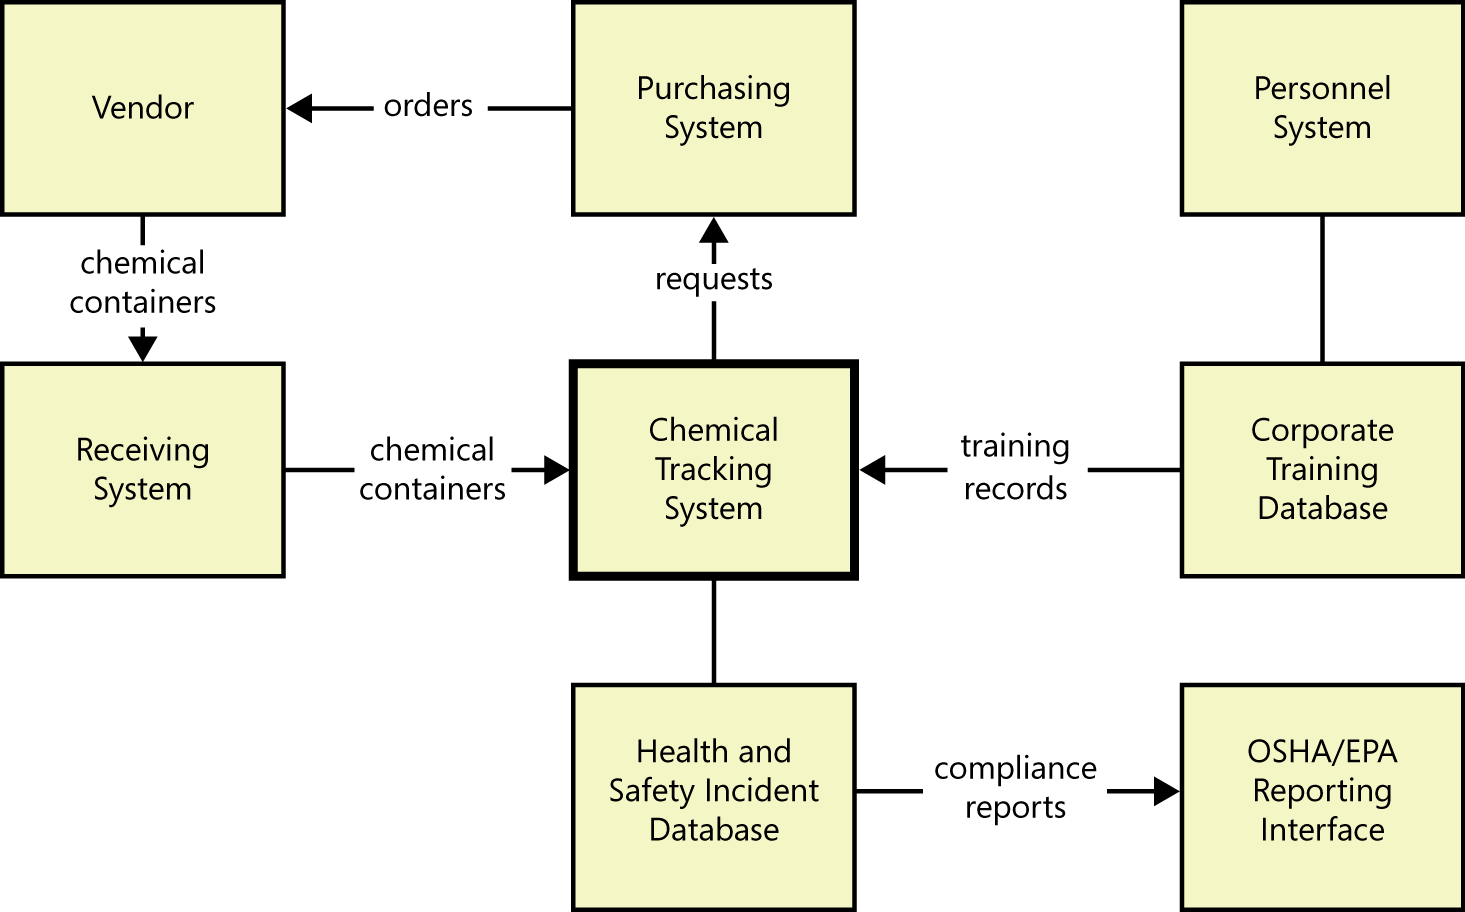 Vendor
orders
Purchasing
System
Personnel
System
chemical
containers
requests
Receiving
System
chemical
containers
Chemical
Tracking
System
training
records
Corporate
Training
Database
Health and
Safety Incident
Database
compliance
reports
OSHA/EPA
Reporting
Interface